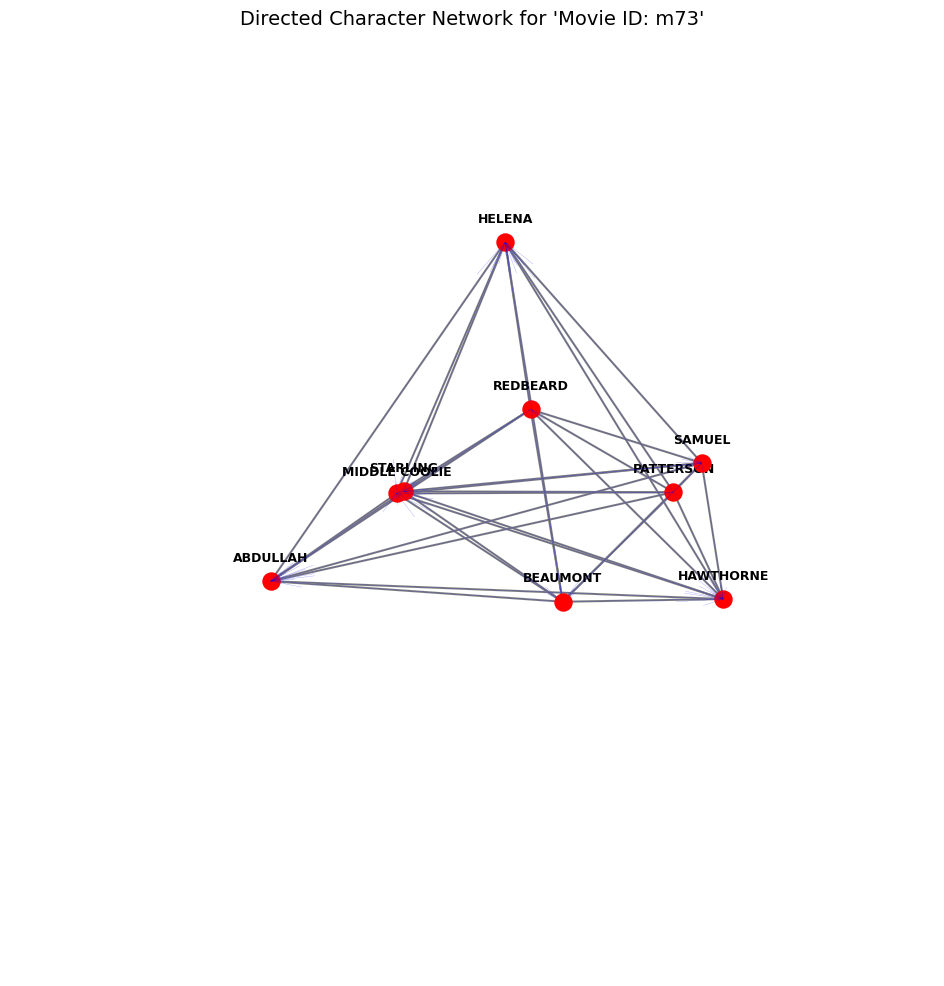 Directed Character Network for 'Movie ID: m73'
HELENA
REDBEARD
SAMUEL
STARLING
PATTERSON
MIDDLE COOLIE
ABDULLAH
BEAUMONT
HAWTHORNE